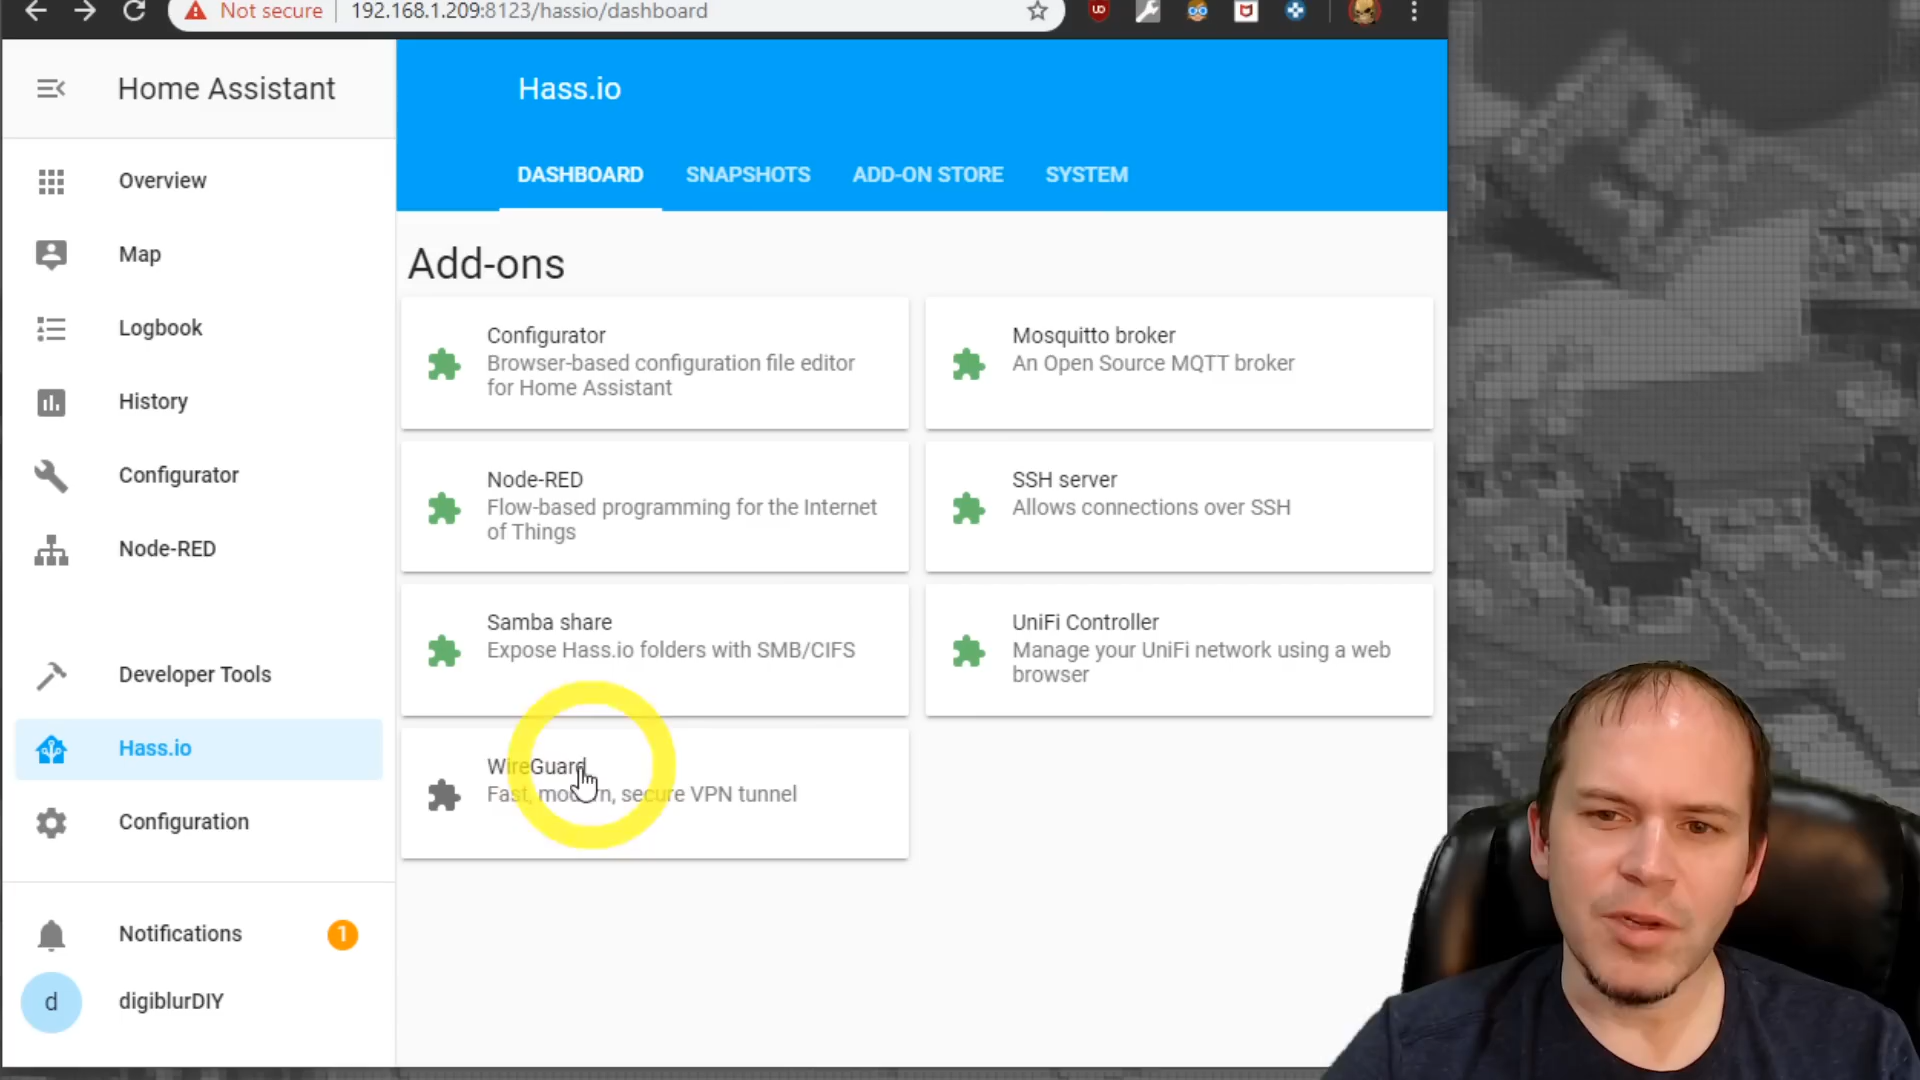 Not secure
192.168.1.209:8123/hassio/dashboard
Home Assistant
Hass.io
DASHBOARD
SNAPSHOTS
ADD-ON STORE
SYSTEM
Overview
Map
Logbook
History
Configurator
Node-RED
Developer Tools
Hass.io
Configuration
Notifications
1
d
digiblurDIY
Add-ons
Configurator
Browser-based configuration file editor
for Home Assistant
Mosquitto broker
An Open Source MQTT broker
Node-RED
Flow-based programming for the Internet
of Things
SSH server
Allows connections over SSH
Samba share
Expose Hass.io folders with SMB/CIFS
UniFi Controller
Manage your UniFi network using a web
browser
WireGuard
Fast, modern, secure VPN tunnel